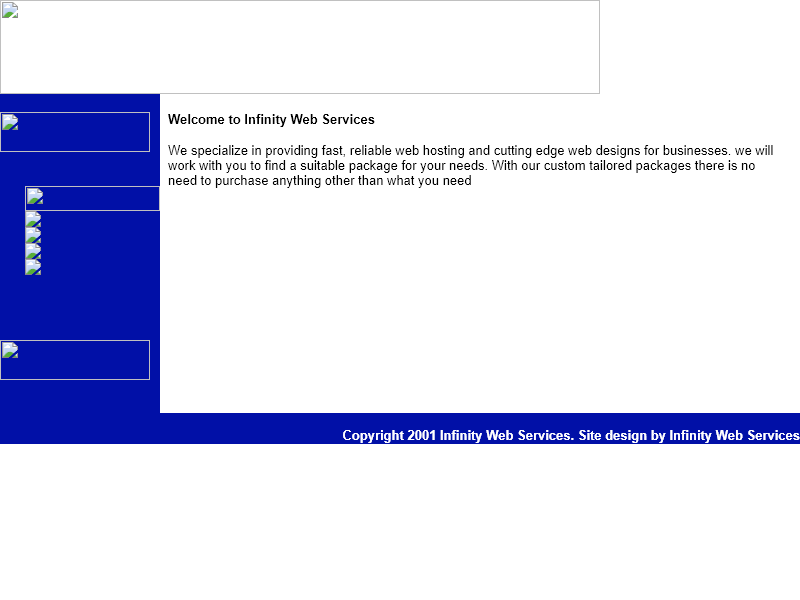 Welcome to Infinity Web Services
We specialize in providing fast, reliable web hosting and cutting edge web designs for businesses. we will
work with you to find a suitable package for your needs. With our custom tailored packages there is no
need to purchase anything other than what you need
Copyright 2001 Infinity Web Services. Site design by Infinity Web Services